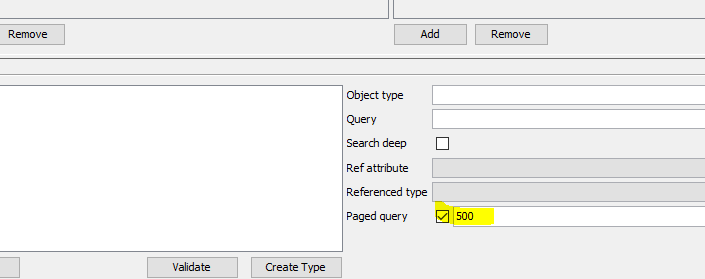 Remove
Add
Remove
Object type
Query
Search deep
Ref attribute
Referenced type
Paged query
500
Validate
Create Type